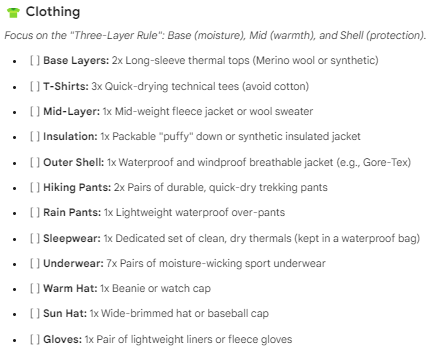 Clothing
Focus on the "Three-Layer Rule": Base (moisture), Mid (warmth), and Shell (protection).
• [ ] Base Layers: 2x Long-sleeve thermal tops (Merino wool or synthetic)
• [ ] T-Shirts: 3x Quick-drying technical tees (avoid cotton)
• [ ] Mid-Layer: 1x Mid-weight fleece jacket or wool sweater
• [ ] Insulation: 1x Packable "puffy" down or synthetic insulated jacket
• [ ] Outer Shell: 1x Waterproof and windproof breathable jacket (e.g., Gore-Tex)
• [ ] Hiking Pants: 2x Pairs of durable, quick-dry trekking pants
• [ ] Rain Pants: 1x Lightweight waterproof over-pants
• [ ] Sleepwear: 1x Dedicated set of clean, dry thermals (kept in a waterproof bag)
• [ ] Underwear: 7x Pairs of moisture-wicking sport underwear
• [ ] Warm Hat: 1x Beanie or watch cap
• [ ] Sun Hat: 1x Wide-brimmed hat or baseball cap
• [ ] Gloves: 1x Pair of lightweight liners or fleece gloves